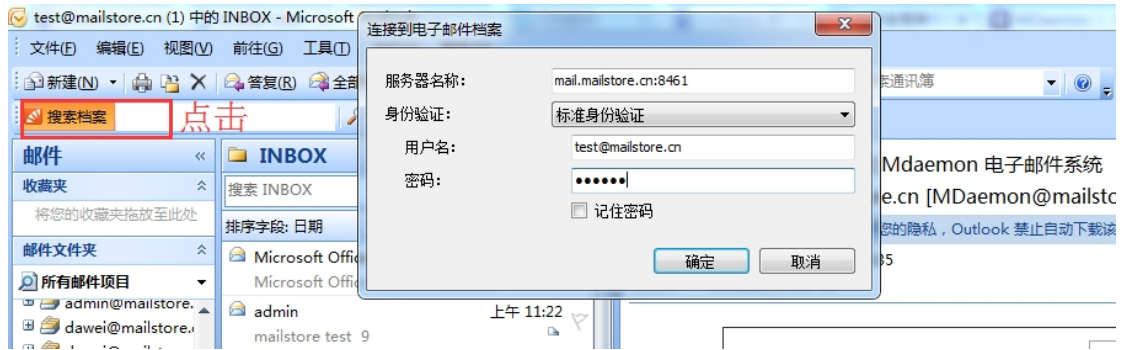 test@mailstore.cn (1) 中的 INBOX - Microsoft
文件(F) 编辑(E) 视图(V) 前往(G) 工具(T)
新建(N) 答复(R) 全部
搜索档案
点击
连接到电子邮件档案
服务器名称:
mail.mailstore.cn:8461
身份验证:
标准身份验证
用户名:
test@mailstore.cn
密码:
记住密码
确定
取消
索通讯簿
邮件
收藏夹
将您的收藏夹拖放至此处
邮件文件夹
所有邮件项目
admin@mailstore.
dawei@mailstore.
INBOX
搜索 INBOX
排序字段: 日期
Microsoft Offi
Microsoft Offic
admin
上午 11:22
mailstore test 9
Mdaemon 电子邮件系统
e.cn [MDaemon@mailsto
您的隐私，Outlook 禁止自动下载该
35